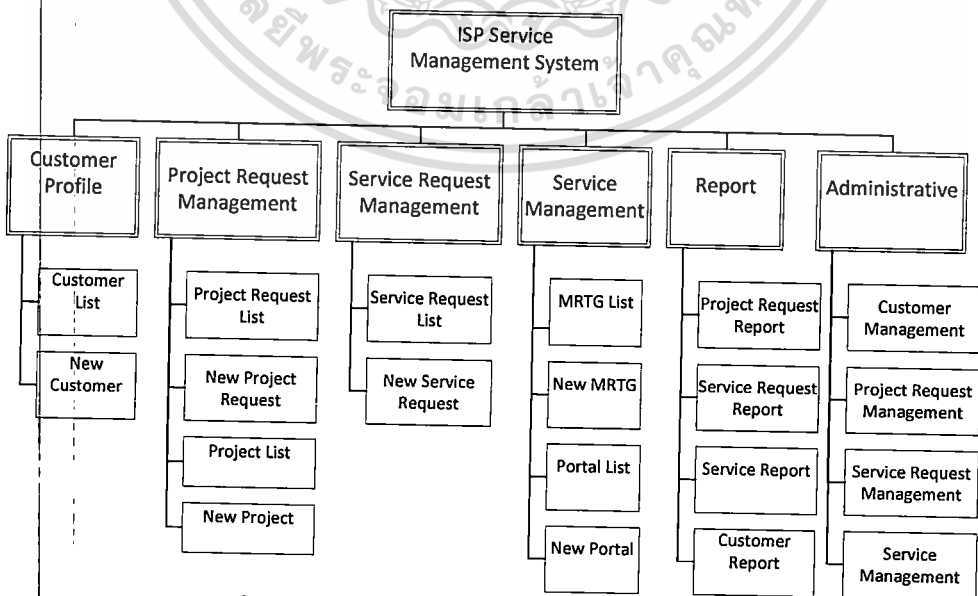 ISP Service
Management System
Customer
Profile
Customer
List
New
Customer
Project Request
Management
Project Request
List
New Project
Request
Project List
New Project
Service Request
Management
Service Request
List
New Service
Request
Service
Management
MRTG List
New MRTG
Portal List
New Portal
Report
Project Request
Report
Service Request
Report
Service Report
Customer
Report
Administrative
Customer
Management
Project Request
Management
Service Request
Management
Service
Management